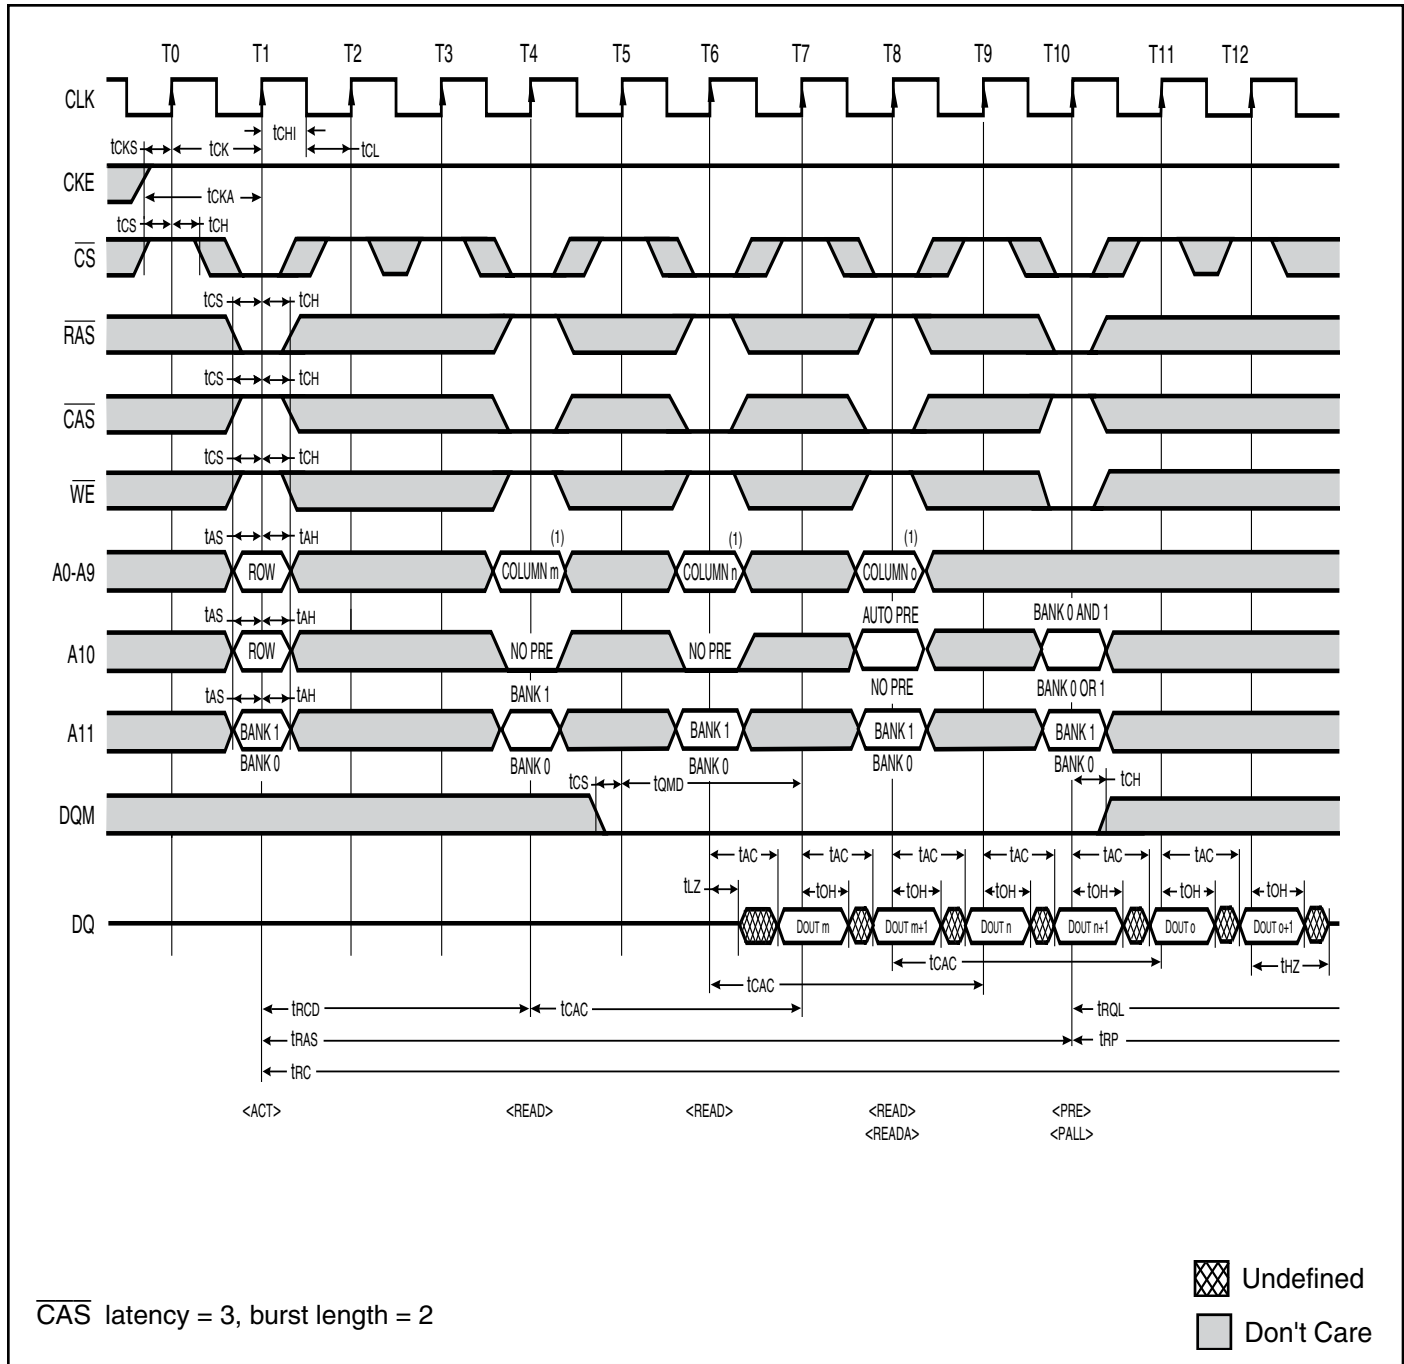 T0 T1 T2 T3 T4 T5 T6 T7 T8 T9 T10 T11 T12
CLK
tCHI
tCKS tCK tCL
CKE
tCKA
tCS tCH
CS
tCS tCH
RAS
tCS tCH
CAS
tCS tCH
WE
tAS tAH (1) (1) (1)
A0-A9 ROW COLUMN m COLUMN n COLUMN o
tAS tAH AUTO PRE BANK 0 AND 1
A10 ROW NO PRE NO PRE
tAS tAH BANK 1 NO PRE BANK 0 OR 1
A11 BANK 1 BANK 1 BANK 1 BANK 1
BANK 0 BANK 0 BANK 0 BANK 0 BANK 0
tCS tQMD tCH
DQM
tAC tAC tAC tAC tAC tAC
tLZ tOH tOH tOH tOH tOH tOH
DQ DOUT m DOUT m+1 DOUT n DOUT n+1 DOUT o DOUT o+1
tCAC tHZ
tCAC
tRCD tCAC tRQL
tRAS tRP
tRC
<ACT> <READ> <READ> <READ> <PRE>
<READA> <PALL>
Undefined
CAS latency = 3, burst length = 2
Don't Care